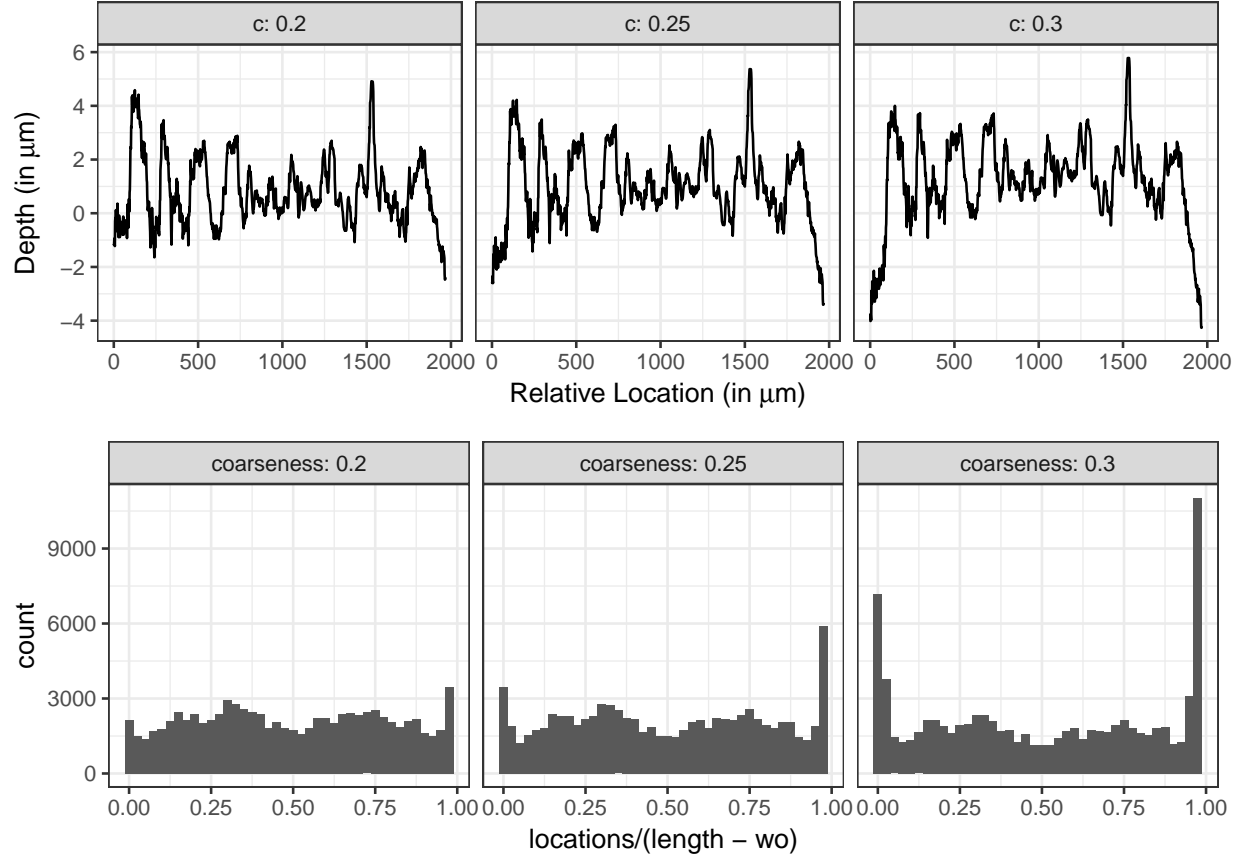 c: 0.2 c: 0.25 c: 0.3
6
4
2
0
−2
−4
Depth (in μm)
0 500 1000 1500 2000 0 500 1000 1500 2000 0 500 1000 1500 2000
Relative Location (in μm)
coarseness: 0.2 coarseness: 0.25 coarseness: 0.3
9000
6000
3000
0
count
0.00 0.25 0.50 0.75 1.00 0.00 0.25 0.50 0.75 1.00 0.00 0.25 0.50 0.75 1.00
locations/(length − wo)